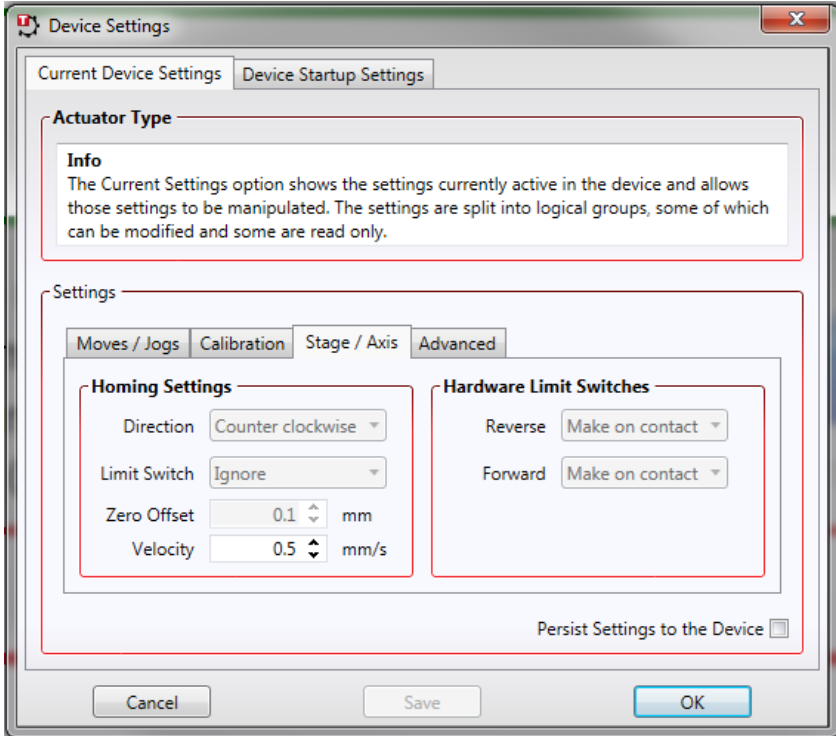 Device Settings
Current Device Settings
Device Startup Settings
Actuator Type
Info
The Current Settings option shows the settings currently active in the device and allows
those settings to be manipulated. The settings are split into logical groups, some of which
can be modified and some are read only.
Settings
Moves / Jogs
Calibration
Stage / Axis
Advanced
Homing Settings
Direction Counter clockwise
Limit Switch Ignore
Zero Offset 0.1 mm
Velocity 0.5 mm/s
Hardware Limit Switches
Reverse Make on contact
Forward Make on contact
Persist Settings to the Device
Cancel
Save
OK